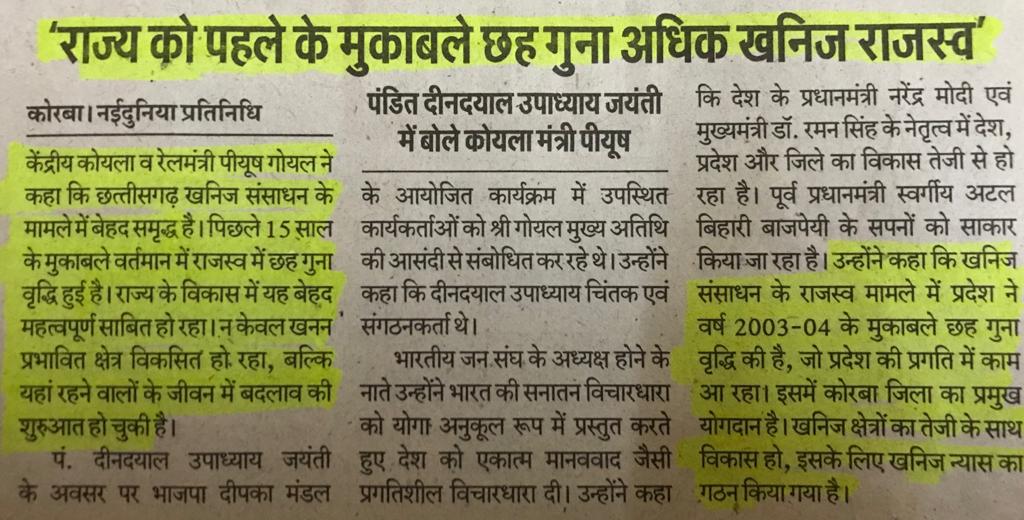 'राज्य को पहले के मुकाबले छह गुना अधिक खनिज राजस्व'
कोरबा। नईदुनिया प्रतिनिधि
केंद्रीय कोयला व रेलमंत्री पीयूष गोयल ने
कहा कि छत्तीसगढ़ खनिज संसाधन के
मामले में बेहद समृद्ध है। पिछले 15 साल
के मुकाबले वर्तमान में राजस्व में छह गुना
वृद्धि हुई है। राज्य के विकास में यह बेहद
महत्वपूर्ण साबित हो रहा। न केवल खनन
प्रभावित क्षेत्र विकसित हो रहा, बल्कि
यहां रहने वालों के जीवन में बदलाव की
शुरुआत हो चुकी है।
पं. दीनदयाल उपाध्याय जयंती
के अवसर पर भाजपा दीपका मंडल
पंडित दीनदयाल उपाध्याय जयंती
में बोले कोयला मंत्री पीयूष
के आयोजित कार्यक्रम में उपस्थित
कार्यकर्ताओं को श्री गोयल मुख्य अतिथि
की आसंदी से संबोधित कर रहे थे। उन्होंने
कहा कि दीनदयाल उपाध्याय चिंतक एवं
संगठनकर्ता थे।
भारतीय जन संघ के अध्यक्ष होने के
नाते उन्होंने भारत की सनातन विचारधारा
को योगा अनुकूल रूप में प्रस्तुत करते
हुए देश को एकात्म मानववाद जैसी
प्रगतिशील विचारधारा दी। उन्होंने कहा
कि देश के प्रधानमंत्री नरेंद्र मोदी एवं
मुख्यमंत्री डॉ. रमन सिंह के नेतृत्व में देश,
प्रदेश और जिले का विकास तेजी से हो
रहा है। पूर्व प्रधानमंत्री स्वर्गीय अटल
बिहारी बाजपेयी के सपनों को साकार
किया जा रहा है। उन्होंने कहा कि खनिज
संसाधन के राजस्व मामले में प्रदेश ने
वर्ष 2003-04 के मुकाबले छह गुना
वृद्धि की है, जो प्रदेश की प्रगति में काम
आ रहा। इसमें कोरबा जिला का प्रमुख
योगदान है। खनिज क्षेत्रों का तेजी के साथ
विकास हो, इसके लिए खनिज न्यास का
गठन किया गया है।